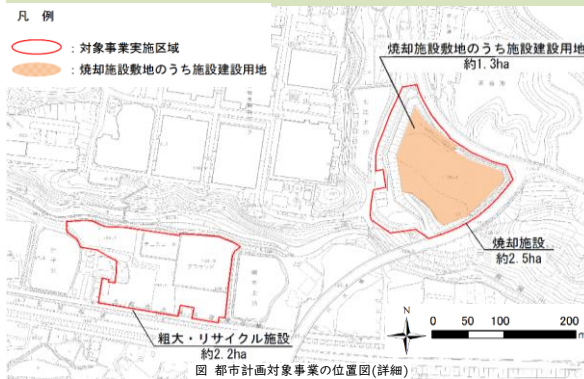 凡 例
：対象事業実施区域
：焼却施設敷地のうち施設建設用地
焼却施設敷地のうち施設建設用地
約1.3ha
焼却施設
約2.5ha
粗大・リサイクル施設
約2.2ha
N
0 50 100 200
m
図 都市計画対象事業の位置図(詳細)